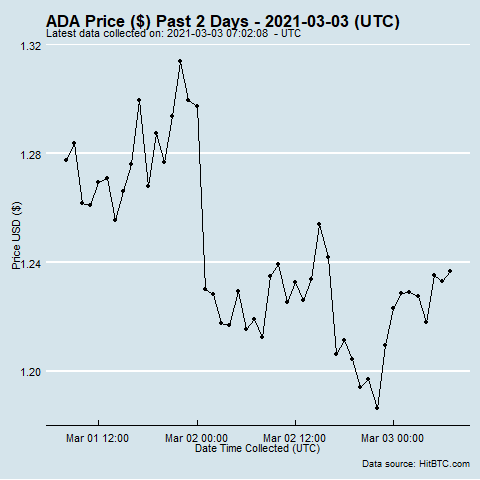 ADA Price ($) Past 2 Days - 2021-03-03 (UTC)
Latest data collected on: 2021-03-03 07:02:08  - UTC
1.32
1.28
1.24
1.20
Price USD ($)
Mar 01 12:00 Mar 02 00:00 Mar 02 12:00 Mar 03 00:00
Date Time Collected (UTC)
Data source: HitBTC.com